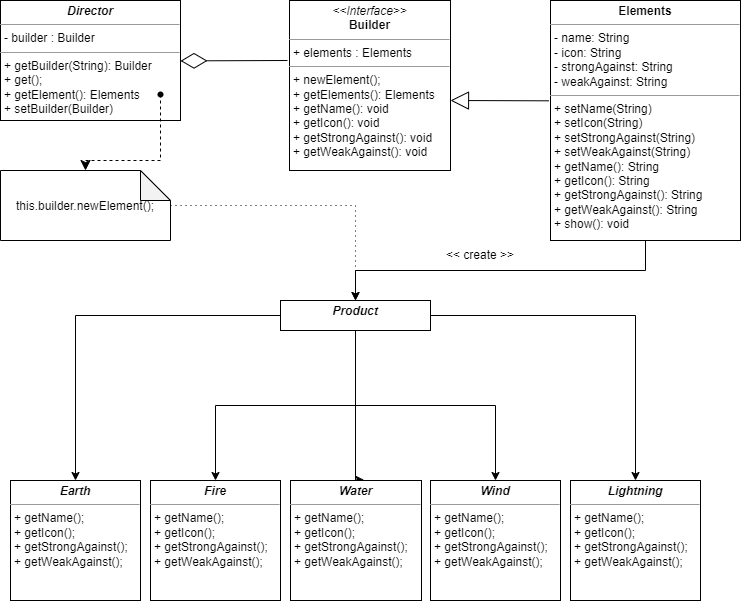 Director
- builder : Builder
+ getBuilder(String): Builder
+ get();
+ getElement(): Elements
+ setBuilder(Builder)
<<Interface>>
Builder
+ elements : Elements
+ newElement();
+ getElements(): Elements
+ getName(): void
+ getIcon(): void
+ getStrongAgainst(): void
+ getWeakAgainst(): void
Elements
- name: String
- icon: String
- strongAgainst: String
- weakAgainst: String
+ setName(String)
+ setIcon(String)
+ setStrongAgainst(String)
+ setWeakAgainst(String)
+ getName(): String
+ getIcon(): String
+ getStrongAgainst(): String
+ getWeakAgainst(): String
+ show(): void
this.builder.newElement();
<< create >>
Product
Earth
+ getName();
+ getIcon();
+ getStrongAgainst();
+ getWeakAgainst();
Fire
+ getName();
+ getIcon();
+ getStrongAgainst();
+ getWeakAgainst();
Water
+ getName();
+ getIcon();
+ getStrongAgainst();
+ getWeakAgainst();
Wind
+ getName();
+ getIcon();
+ getStrongAgainst();
+ getWeakAgainst();
Lightning
+ getName();
+ getIcon();
+ getStrongAgainst();
+ getWeakAgainst();